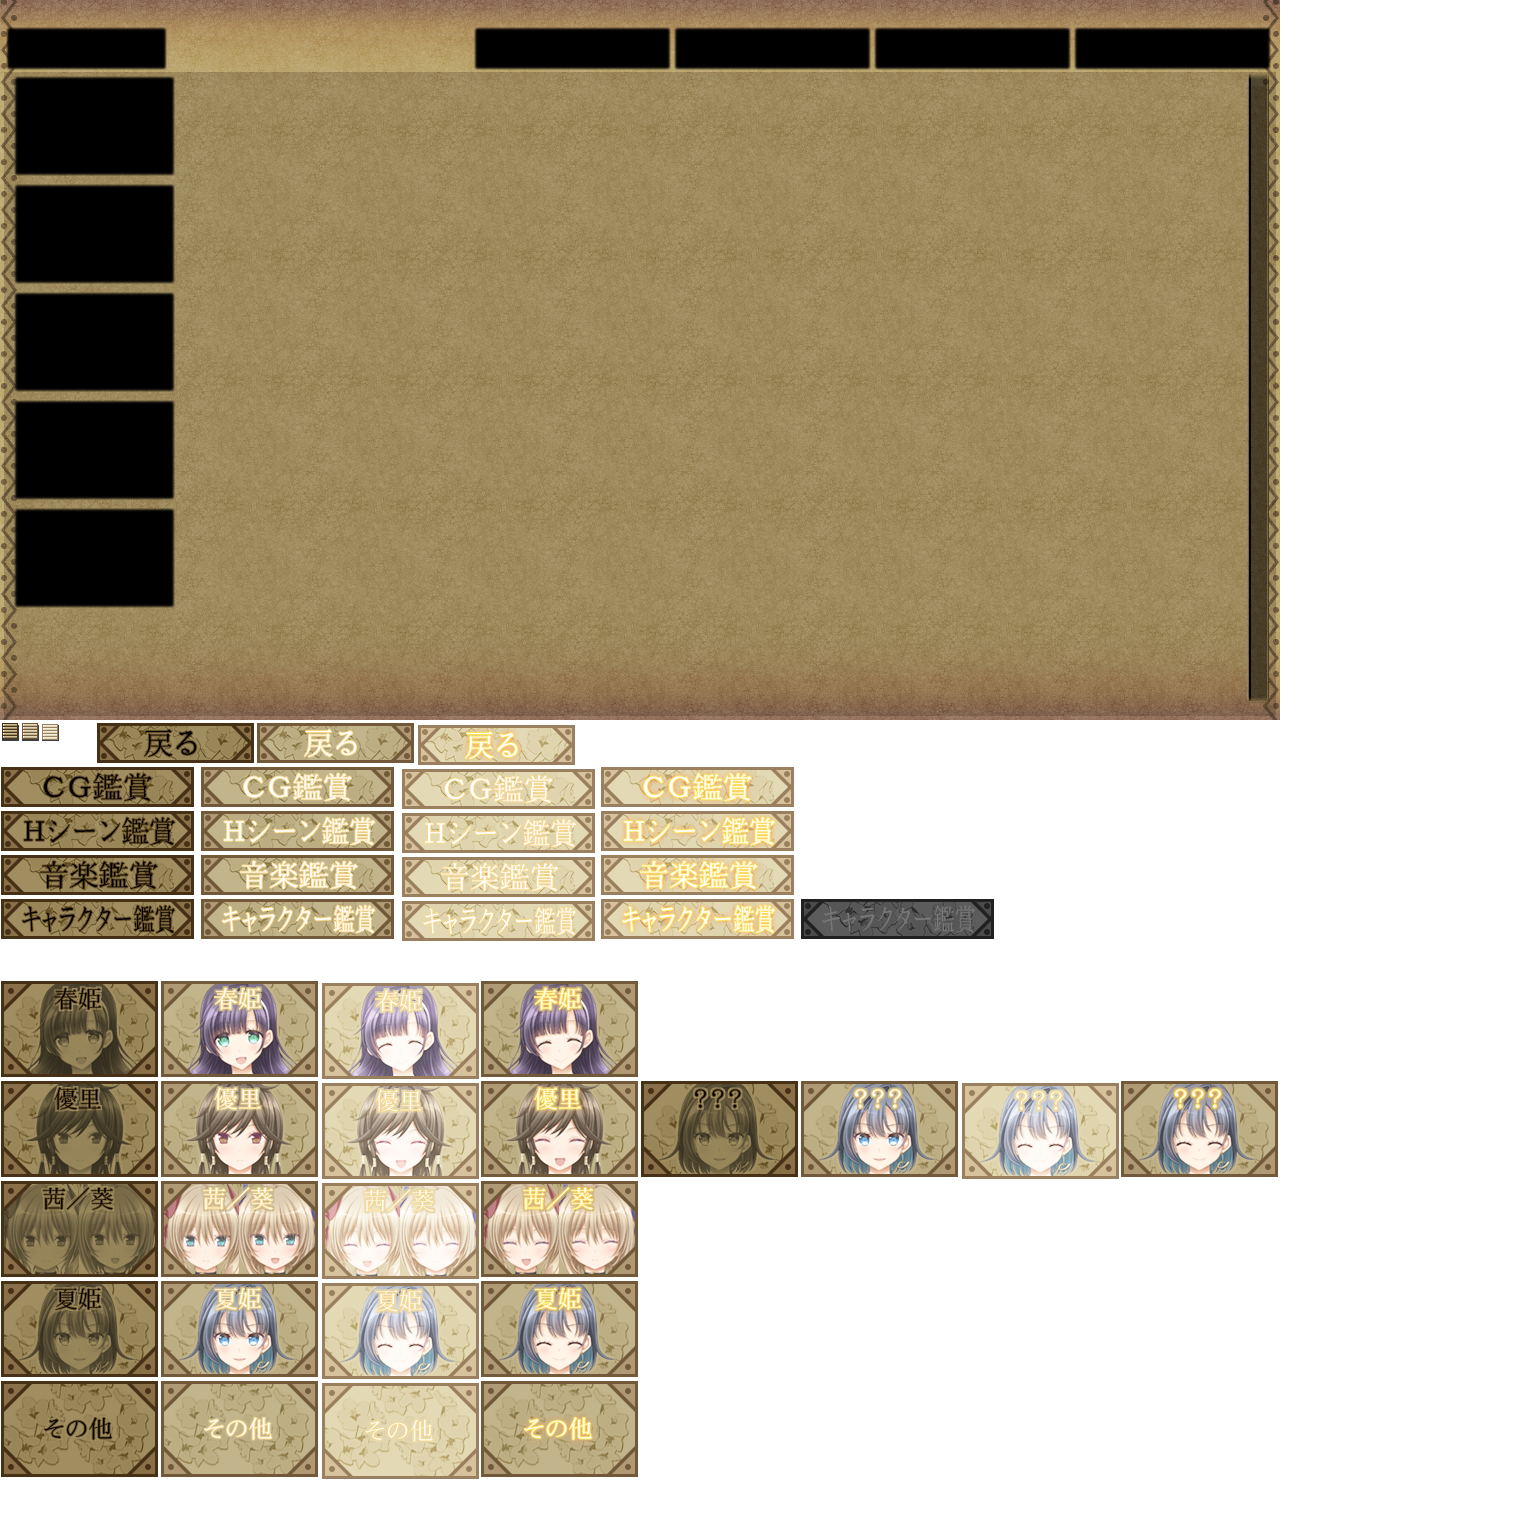 戻る 戻る 戻る
CG鑑賞 CG鑑賞 CG鑑賞 CG鑑賞
Hシーン鑑賞 Hシーン鑑賞 Hシーン鑑賞 Hシーン鑑賞
音楽鑑賞 音楽鑑賞 音楽鑑賞 音楽鑑賞
キャラクター鑑賞 キャラクター鑑賞 キャラクター鑑賞 キャラクター鑑賞 キャラクター鑑賞
春姫 春姫 春姫 春姫
優里 優里 優里 優里 ??? ??? ??? ???
茜／葵 茜／葵 茜／葵 茜／葵
夏姫 夏姫 夏姫 夏姫
その他 その他 その他 その他